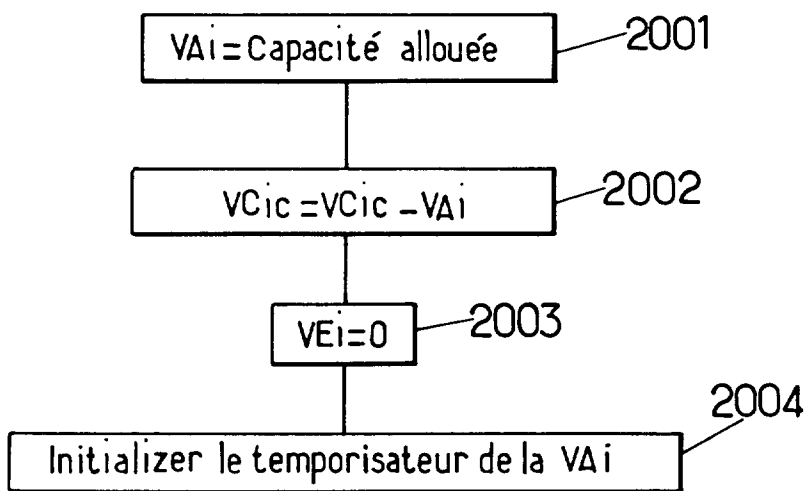 VAi=Capacité allouée
2001
VCic=VCic-VAi
2002
VEi=0
2003
Initializer le temporisateur de la VAi
2004